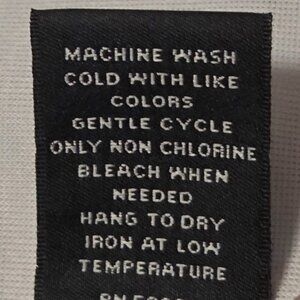 MACHINE WASH
COLD WITH LIKE
COLORS
GENTLE CYCLE
ONLY NON CHLORINE
BLEACH WHEN
NEEDED
HANG TO DRY
IRON AT LOW
TEMPERATURE